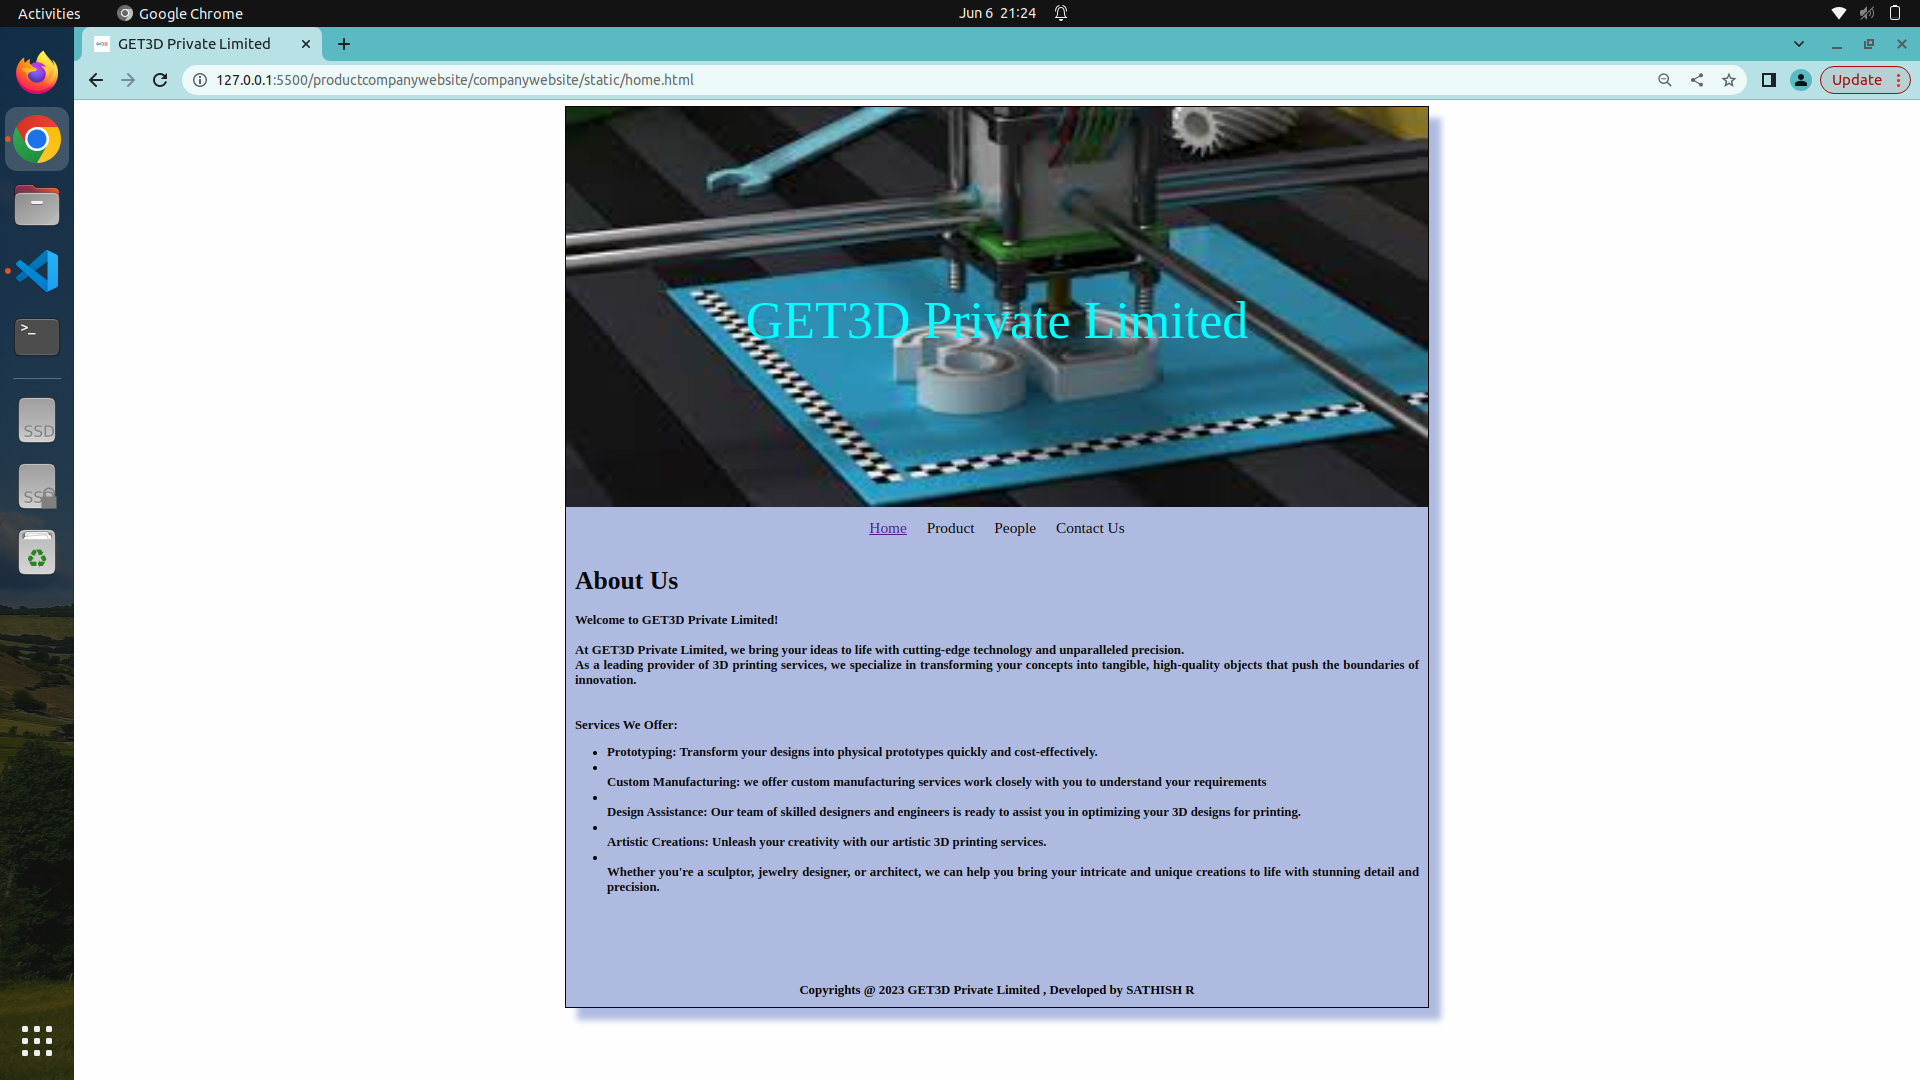 Activities
Google Chrome
Jun 6 21:24
GET3D Private Limited
127.0.0.1:5500/productcompanywebsite/companywebsite/static/home.html
Update
>_
SSD
SSD
GET3D Private Limited
Home Product People Contact Us
About Us
Welcome to GET3D Private Limited!
At GET3D Private Limited, we bring your ideas to life with cutting-edge technology and unparalleled precision.
As a leading provider of 3D printing services, we specialize in transforming your concepts into tangible, high-quality objects that push the boundaries of
innovation.
Services We Offer:
Prototyping: Transform your designs into physical prototypes quickly and cost-effectively.
Custom Manufacturing: we offer custom manufacturing services work closely with you to understand your requirements
Design Assistance: Our team of skilled designers and engineers is ready to assist you in optimizing your 3D designs for printing.
Artistic Creations: Unleash your creativity with our artistic 3D printing services.
Whether you're a sculptor, jewelry designer, or architect, we can help you bring your intricate and unique creations to life with stunning detail and
precision.
Copyrights @ 2023 GET3D Private Limited , Developed by SATHISH R